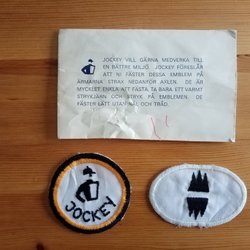 JOCKEY VILL GÄRNA MEDVERKA TILL
EN BÄTTRE MILJÖ. JOCKEY FÖRESLÅR
ATT NI FÄSTER DESSA EMBLEM PÅ
ÄRMARNA STRAX NEDANFÖR AXLEN. DE ÄR
MYCKET ENKLA ATT FÄSTA. TA BARA ETT VARMT
STRYKJÄRN OCH STRYK PÅ EMBLEMEN. DE
FÄSTER LÄTT UTAN NÅL OCH TRÅD.
JOCKEY